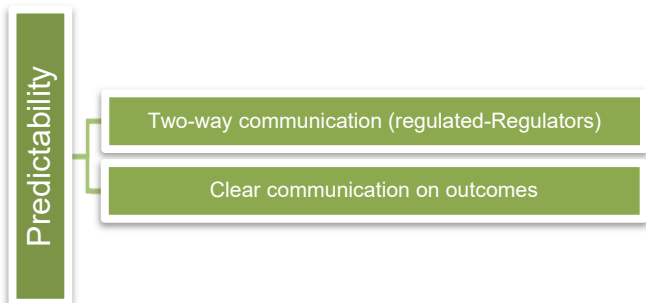 Predictability
Two-way communication (regulated-Regulators)
Clear communication on outcomes